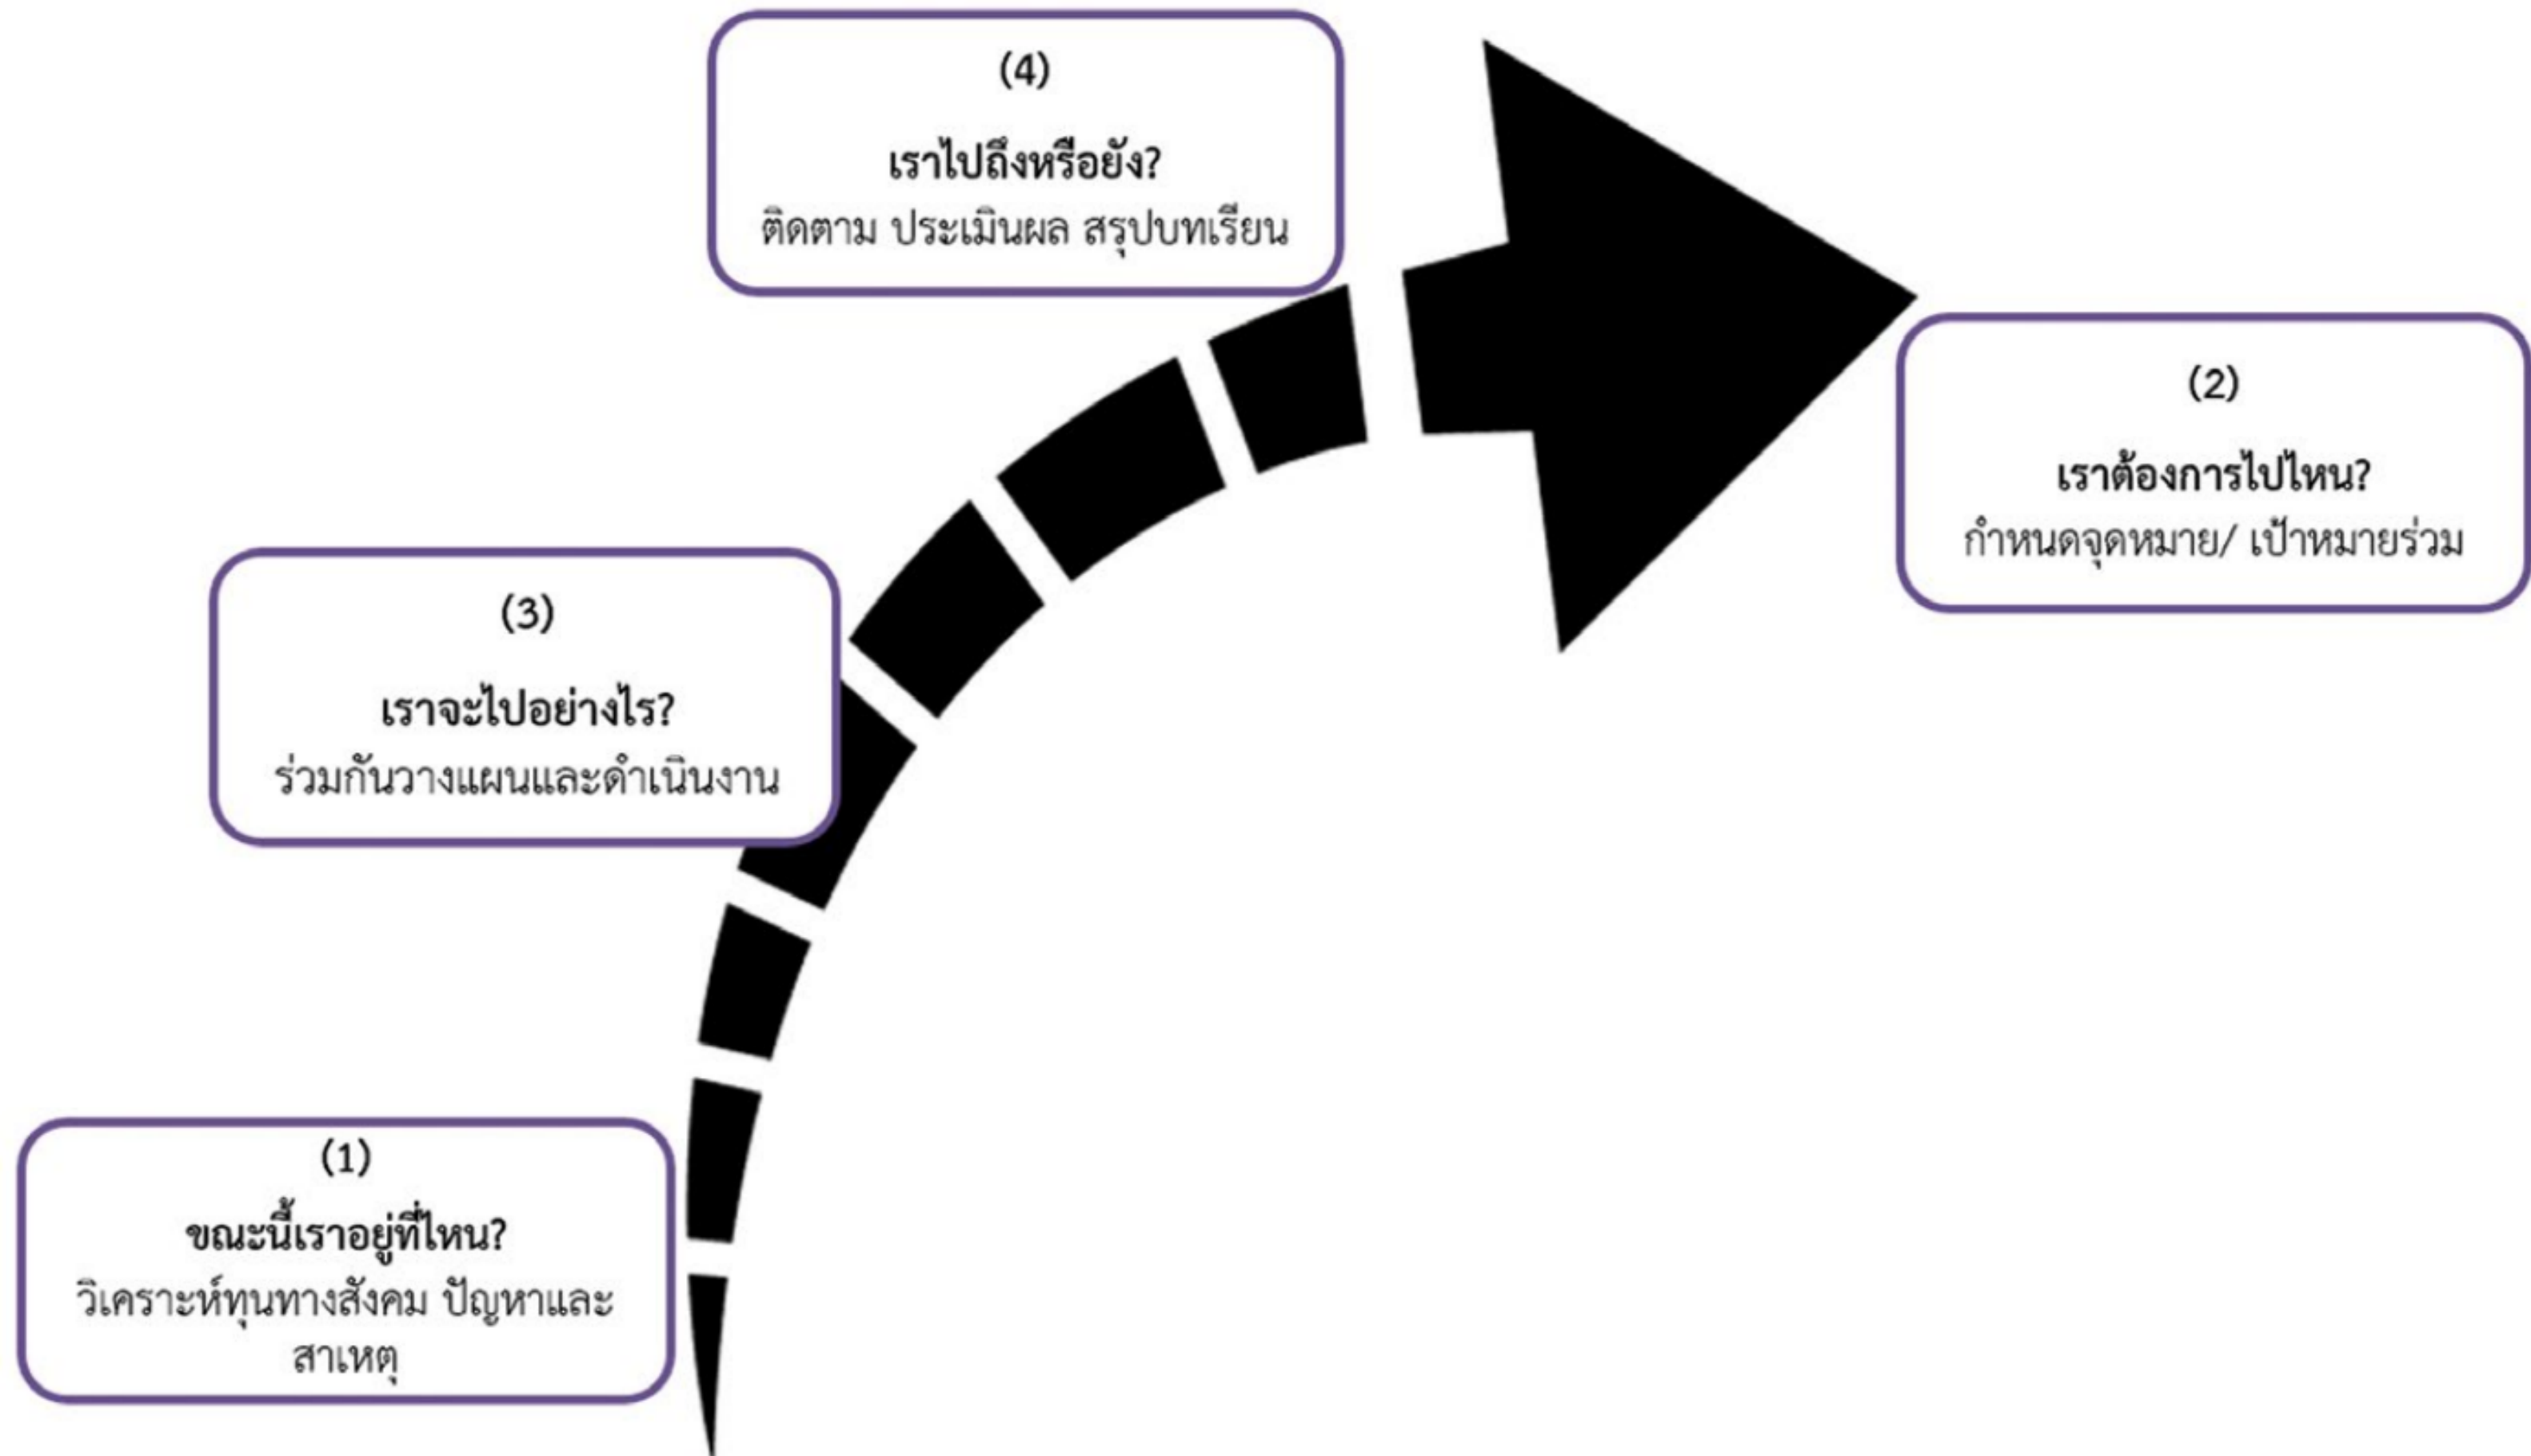 (4)
เราไปถึงหรือยัง?
ติดตาม ประเมินผล สรุปบทเรียน
(2)
เราต้องการไปไหน?
กำหนดจุดหมาย/ เป้าหมายร่วม
(3)
เราจะไปอย่างไร?
ร่วมกันวางแผนและดำเนินงาน
(1)
ขณะนี้เราอยู่ที่ไหน?
วิเคราะห์ทุนทางสังคม ปัญหาและ
สาเหตุ